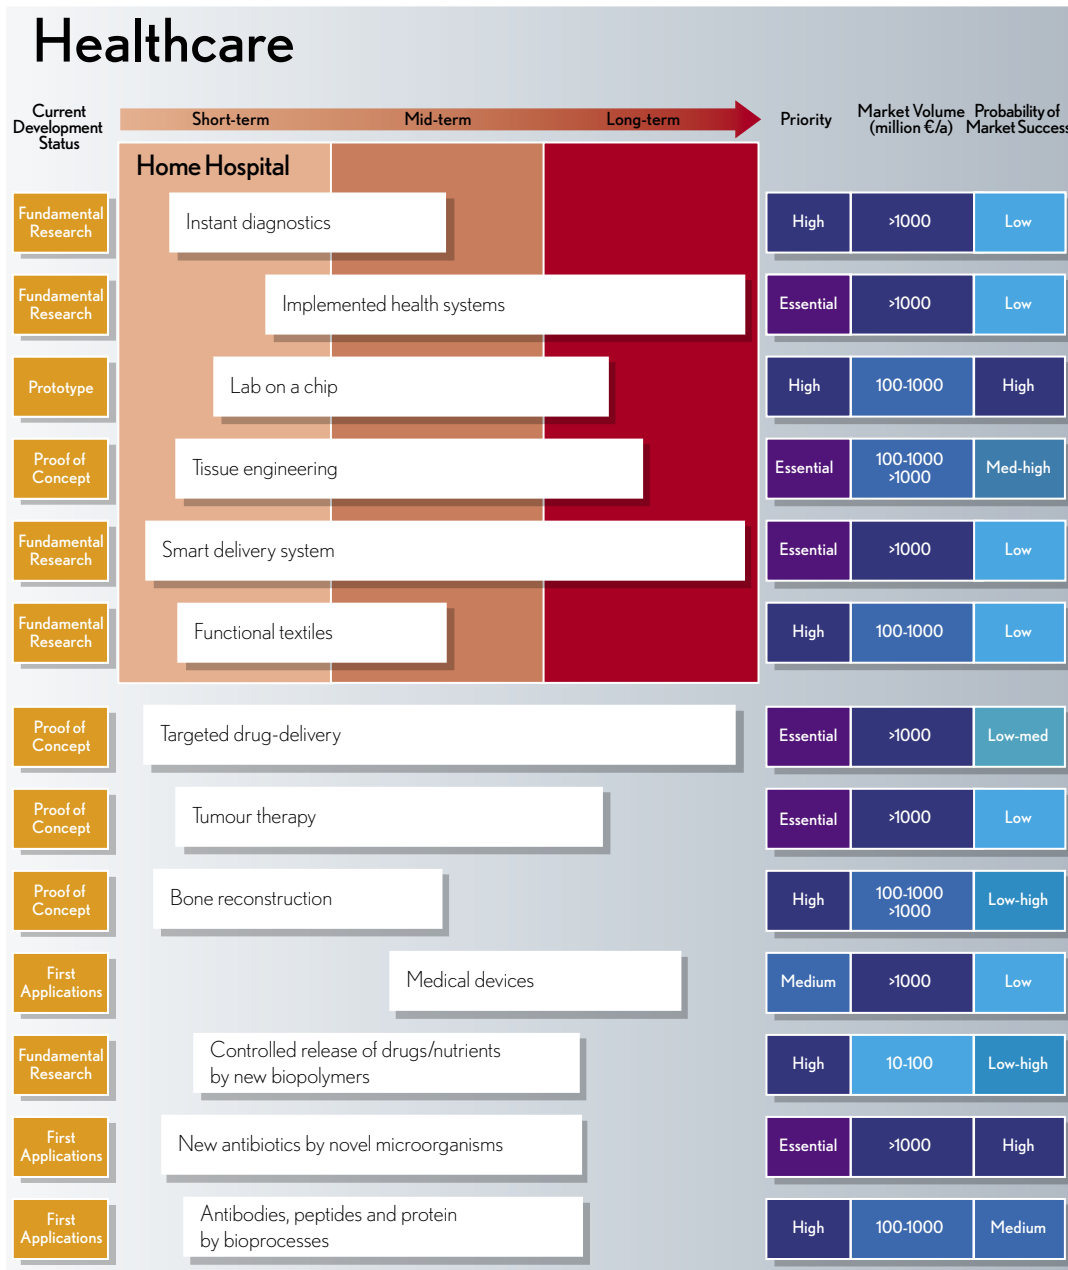 Healthcare
Current
Development
Status
Short-term
Mid-term
Long-term
Priority
Market Volume
(million €/a)
Probability of
Market Success
Home Hospital
Fundamental
Research
Instant diagnostics
High
>1000
Low
Fundamental
Research
Implemented health systems
Essential
>1000
Low
Prototype
Lab on a chip
High
100-1000
High
Proof of
Concept
Tissue engineering
Essential
100-1000
>1000
Med-high
Fundamental
Research
Smart delivery system
Essential
>1000
Low
Fundamental
Research
Functional textiles
High
100-1000
Low
Proof of
Concept
Targeted drug-delivery
Essential
>1000
Low-med
Proof of
Concept
Tumour therapy
Essential
>1000
Low
Proof of
Concept
Bone reconstruction
High
100-1000
>1000
Low-high
First
Applications
Medical devices
Medium
>1000
Low
Fundamental
Research
Controlled release of drugs/nutrients
by new biopolymers
High
10-100
Low-high
First
Applications
New antibiotics by novel microorganisms
Essential
>1000
High
First
Applications
Antibodies, peptides and protein
by bioprocesses
High
100-1000
Medium